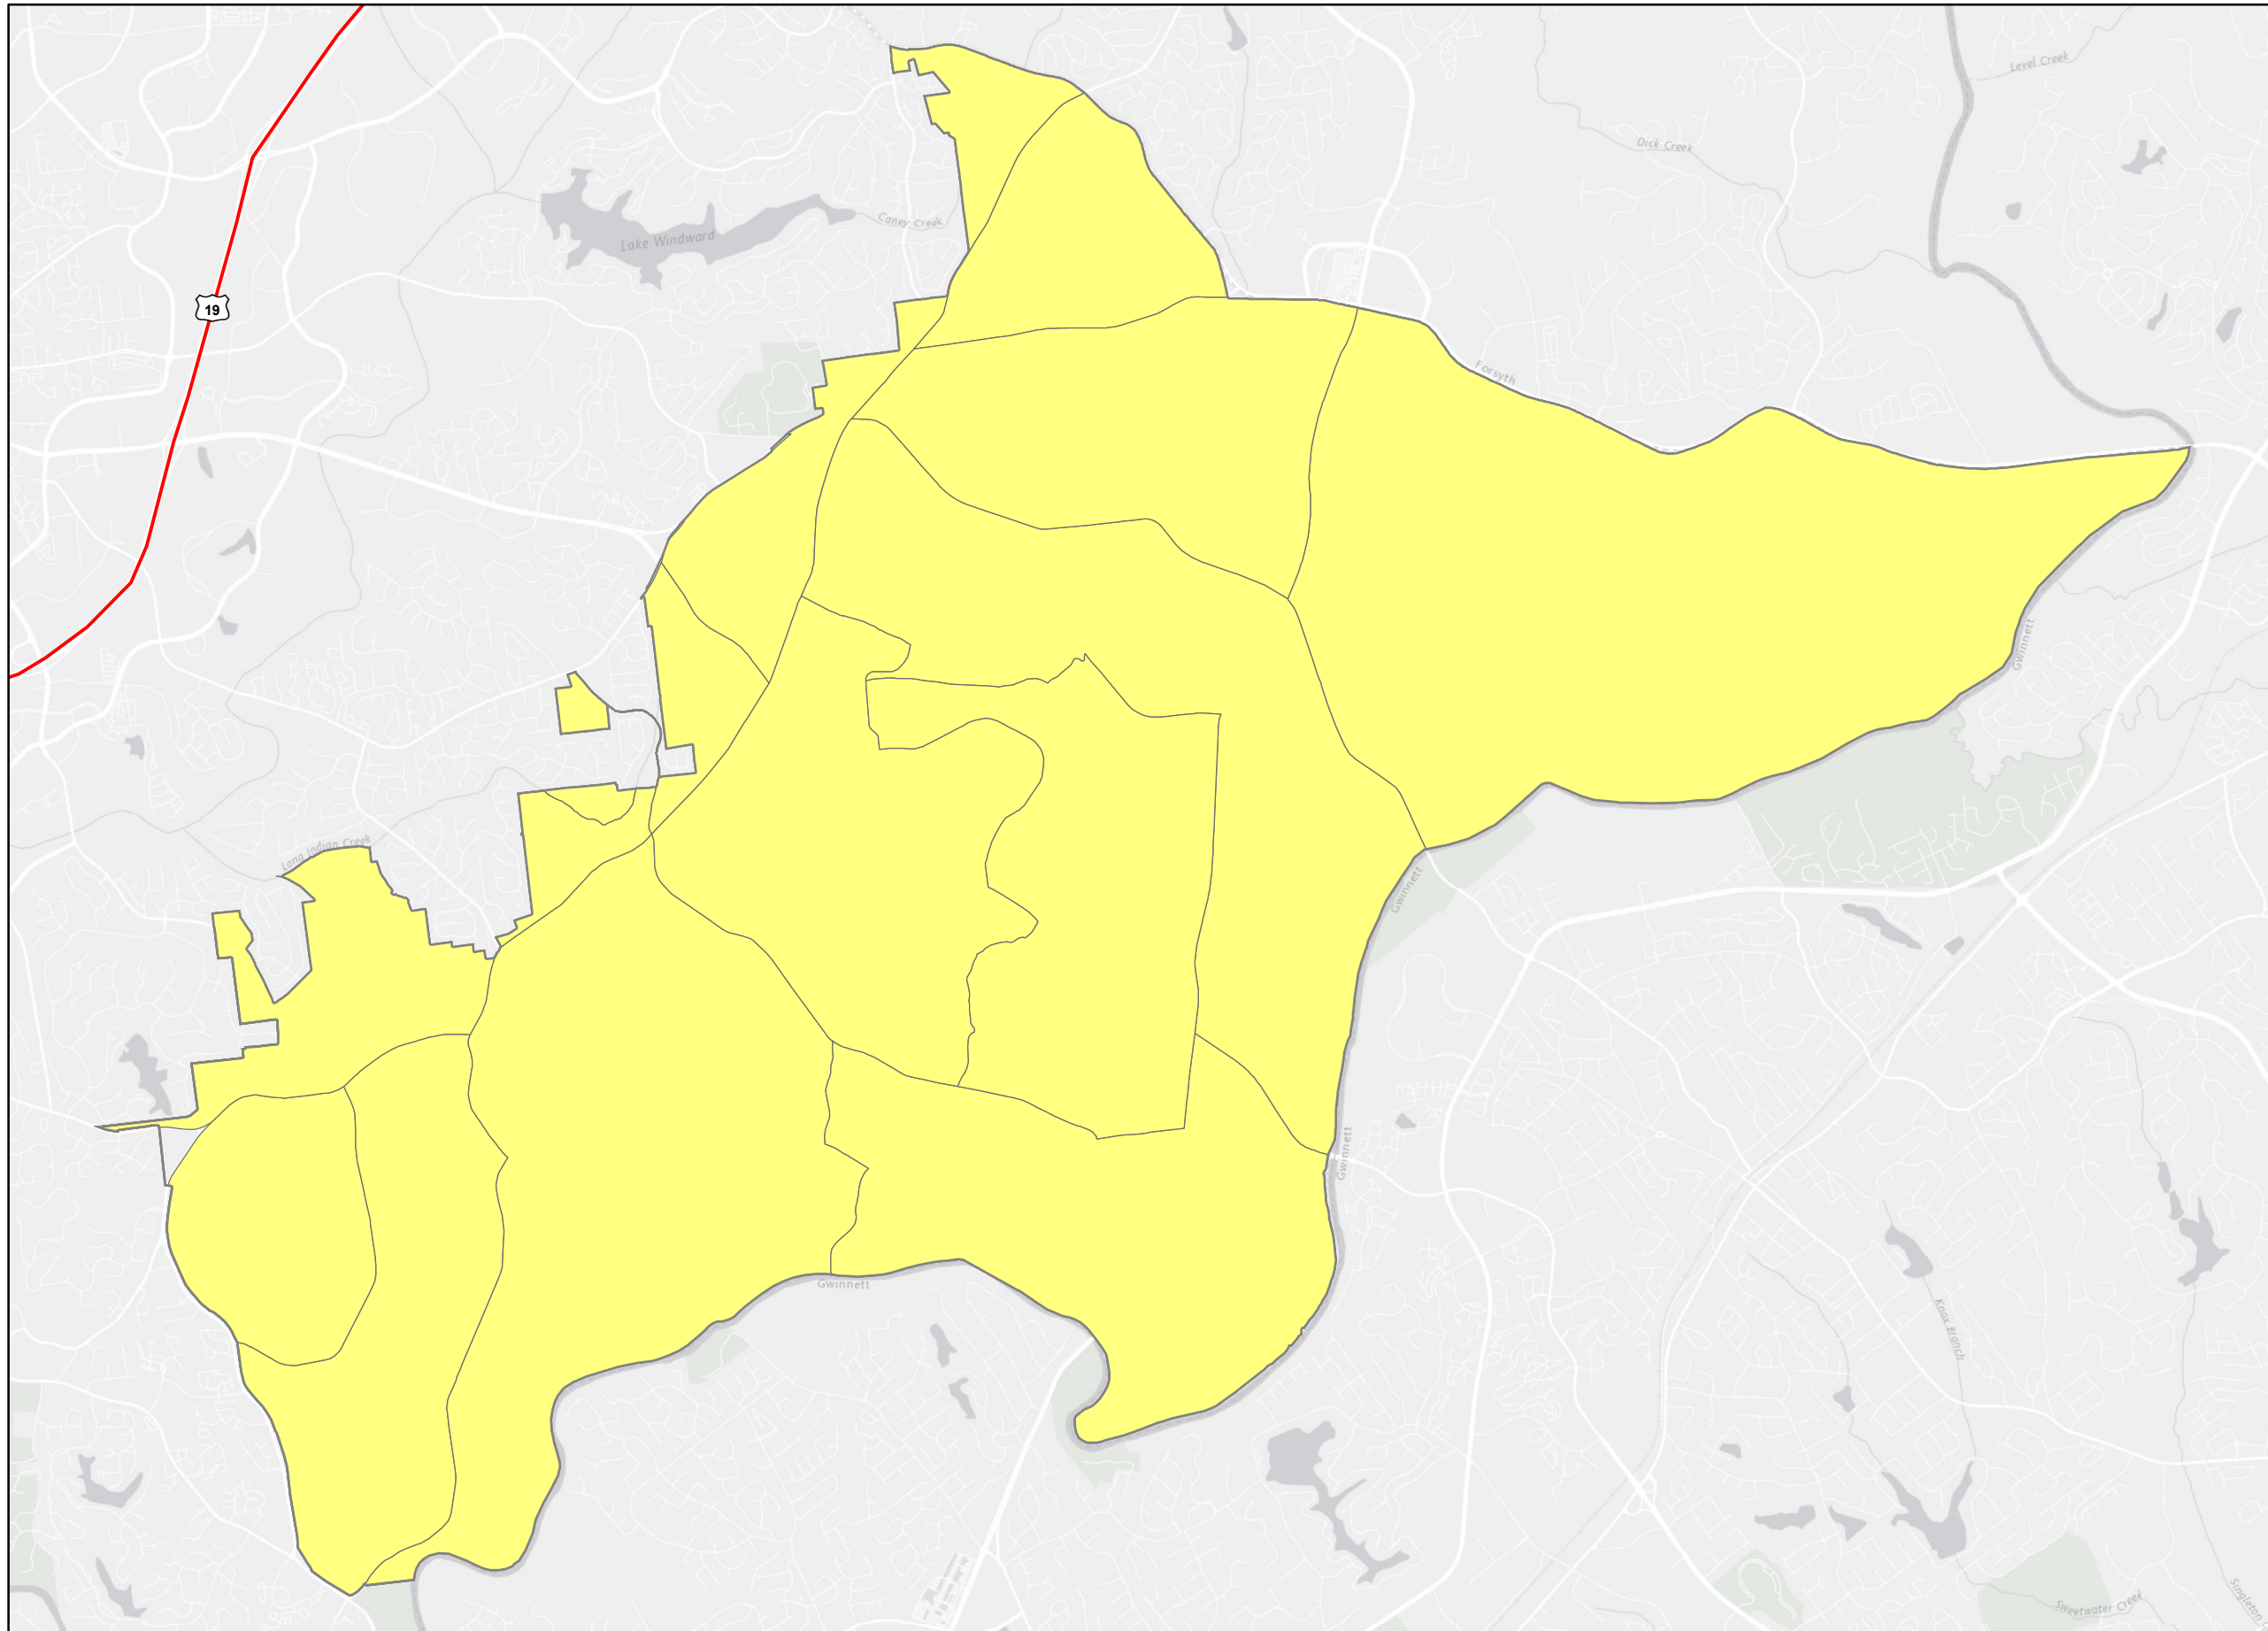 Level Creek
Dick Creek
Caney Creek
Lake Windward
19
Forsyth
Gwinnett
Long Indian Creek
Gwinnett
Gwinnett
Gwinnett
Knox Branch
Sweetwater Creek
Singleton